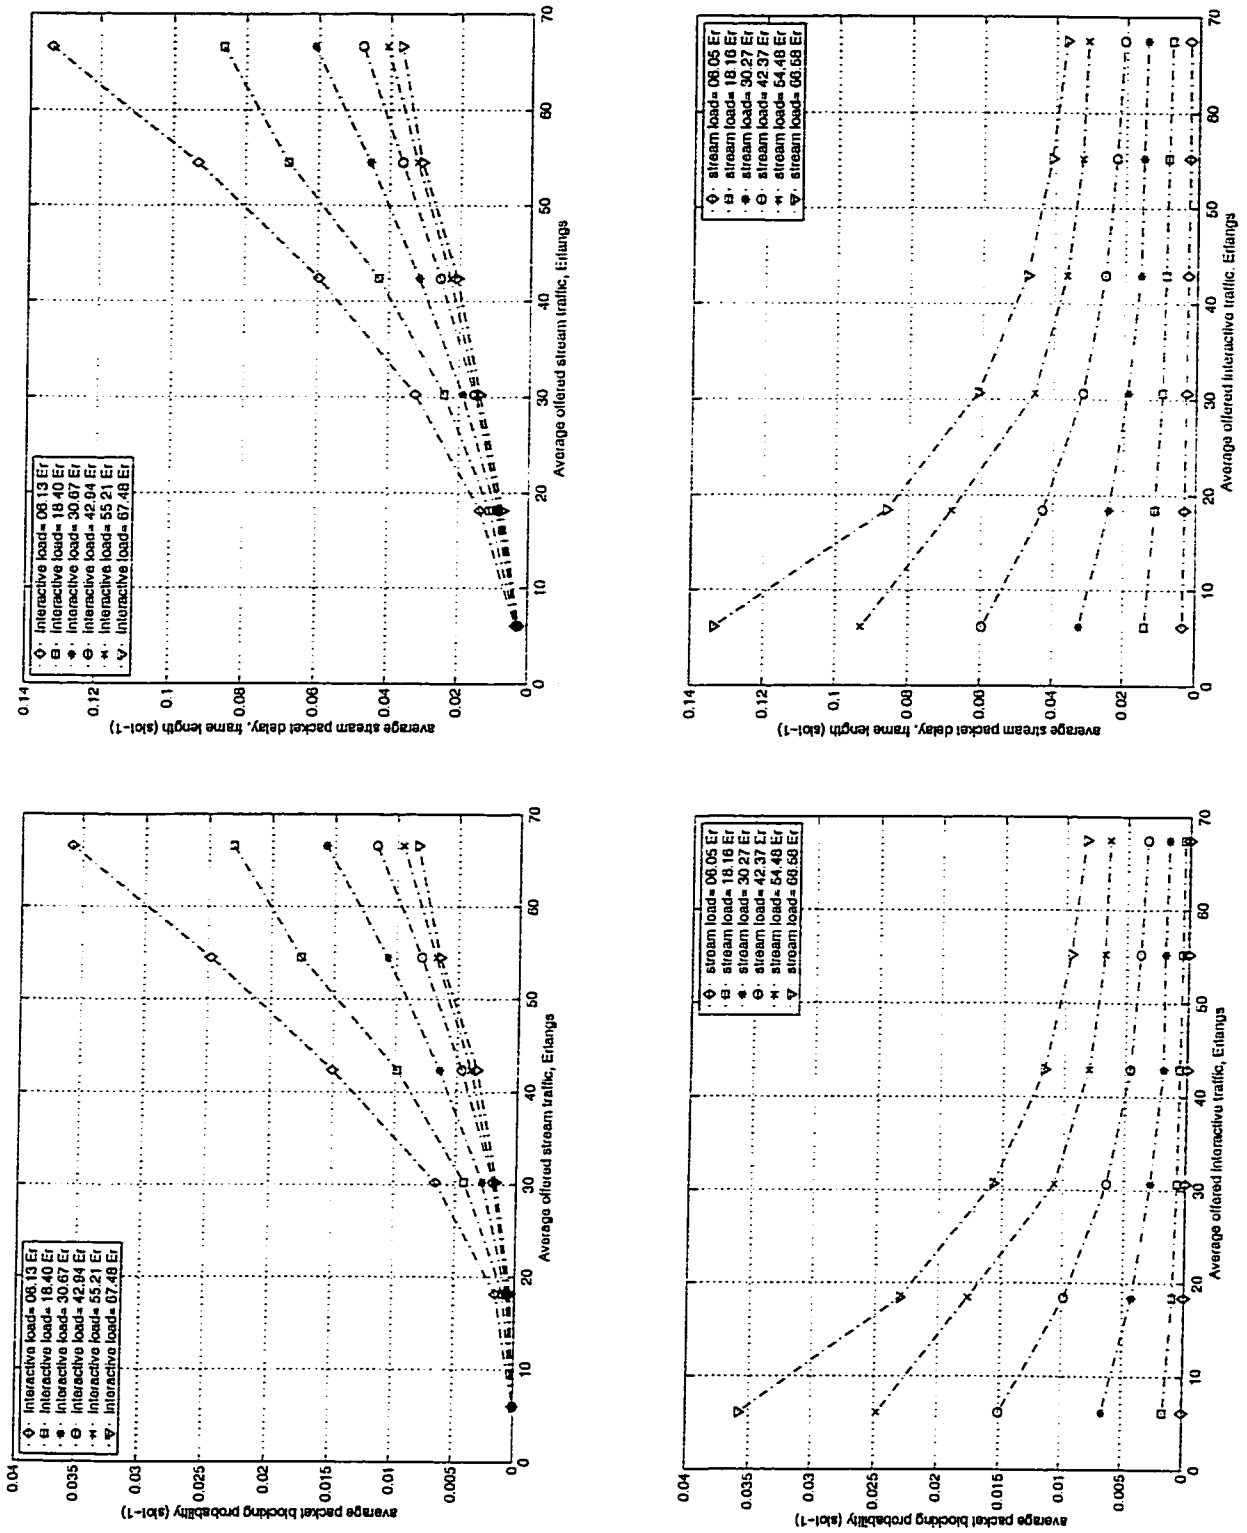 0.14
0.12
0.1
0.08
0.06
0.04
0.02
0
average stream packet delay, frame length (slot-1)
Interactive load= 06.13 Er
Interactive load= 18.40 Er
Interactive load= 30.67 Er
Interactive load= 42.94 Er
Interactive load= 55.21 Er
Interactive load= 67.48 Er
0 10 20 30 40 50 60 70
Average offered stream traffic, Erlangs
0.14
0.12
0.1
0.08
0.06
0.04
0.02
0
average stream packet delay, frame length (slot-1)
stream load= 06.05 Er
stream load= 18.16 Er
stream load= 30.27 Er
stream load= 42.37 Er
stream load= 54.48 Er
stream load= 66.58 Er
0 10 20 30 40 50 60 70
Average offered Interactive traffic, Erlangs
0.04
0.035
0.03
0.025
0.02
0.015
0.01
0.005
0
average packet blocking probability (slot-1)
Interactive load= 06.13 Er
Interactive load= 18.40 Er
Interactive load= 30.67 Er
Interactive load= 42.94 Er
Interactive load= 55.21 Er
Interactive load= 67.48 Er
0 10 20 30 40 50 60 70
Average offered stream traffic, Erlangs
0.04
0.035
0.03
0.025
0.02
0.015
0.01
0.005
0
average packet blocking probability (slot-1)
stream load= 06.05 Er
stream load= 18.16 Er
stream load= 30.27 Er
stream load= 42.37 Er
stream load= 54.48 Er
stream load= 66.58 Er
0 10 20 30 40 50 60 70
Average offered Interactive traffic, Erlangs